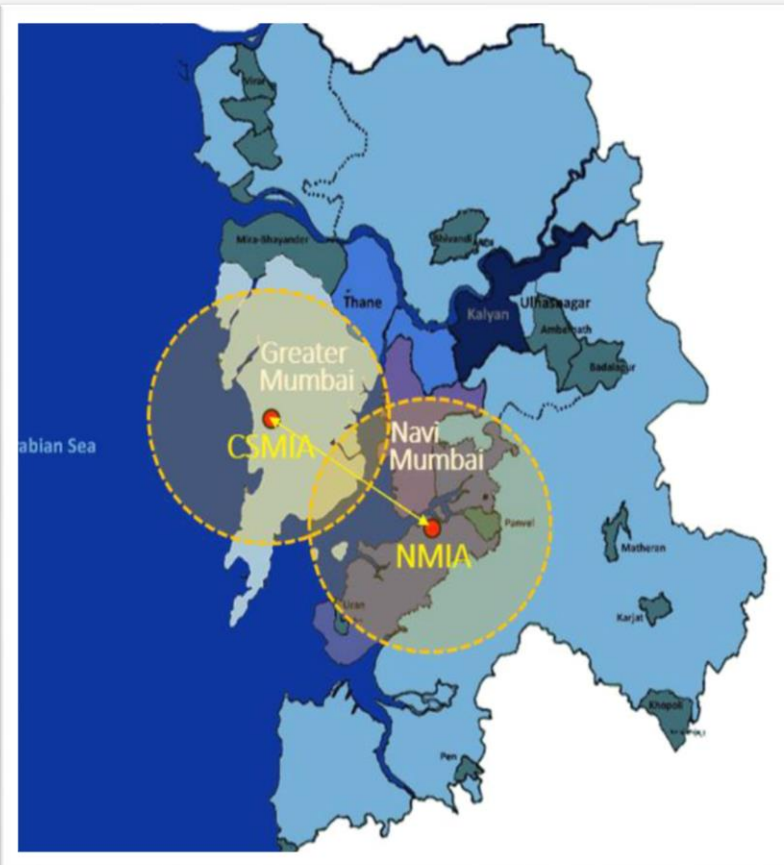 Virar
Mira-Bhayander
Bhivandi
Thane
Kalyan
Ulhasnagar
Ambernath
Badalapur
Greater
Mumbai
abian Sea
CSMIA
Navi
Mumbai
Panvel
NMIA
Matheran
Uran
Karjat
Khopoli
Pen